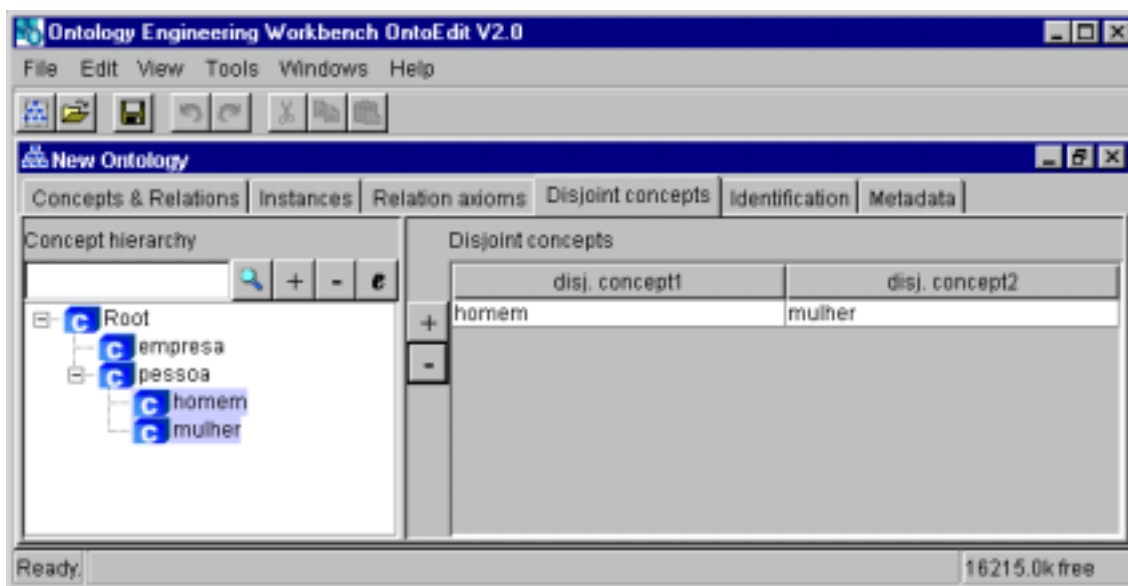 Ontology Engineering Workbench OntoEdit V2.0
File Edit View Tools Windows Help
New Ontology
Concepts & Relations Instances Relation axioms Disjoint concepts Identification Metadata
Concept hierarchy
+ - e
Root
empresa
pessoa
homem
mulher
Disjoint concepts
disj. concept1 disj. concept2
+ homem mulher
-
Ready. 16215.0k free